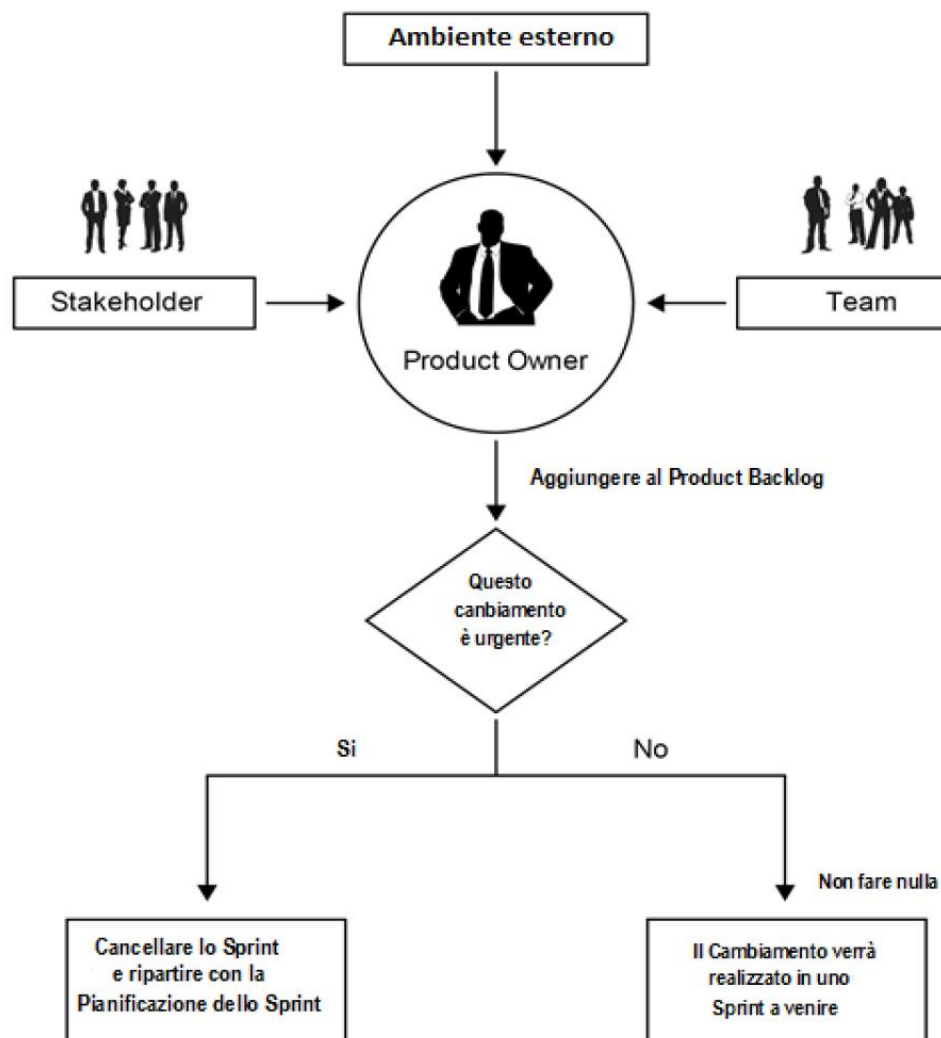 Ambiente esterno
Stakeholder
Team
Product Owner
Aggiungere al Product Backlog
Questo
canbiamento
è urgente?
Si
No
Non fare nulla
Cancellare lo Sprint
e ripartire con la
Pianificazione dello Sprint
Il Cambiamento verrà
realizzato in uno
Sprint a venire